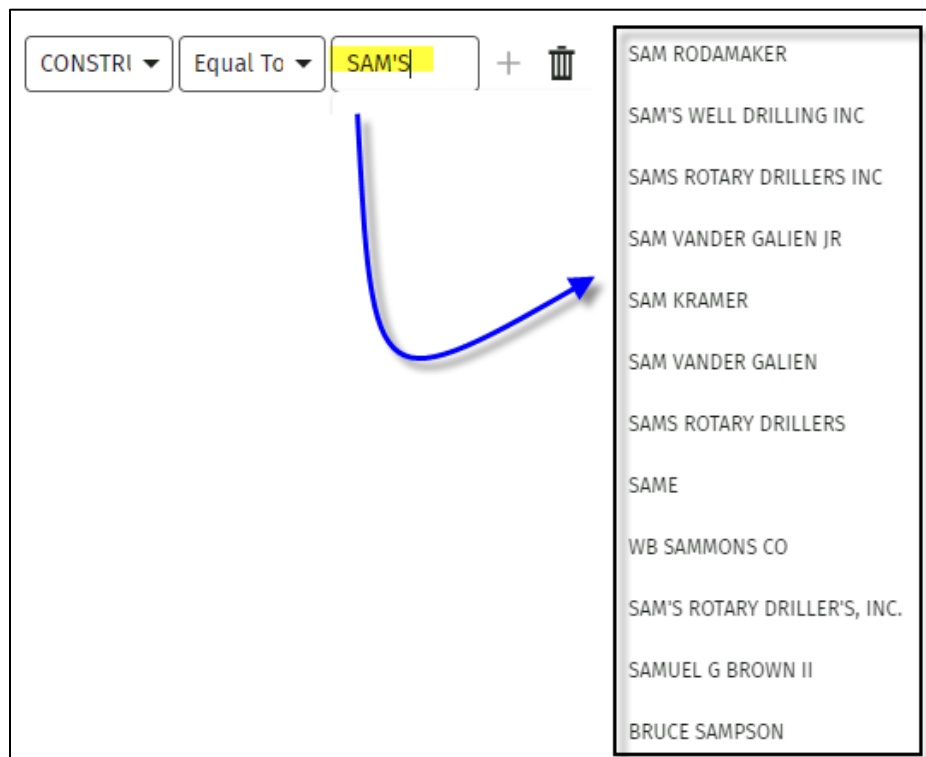 CONSTRU Equal To SAM'S
SAM RODAMAKER
SAM'S WELL DRILLING INC
SAMS ROTARY DRILLERS INC
SAM VANDER GALIEN JR
SAM KRAMER
SAM VANDER GALIEN
SAMS ROTARY DRILLERS
SAME
WB SAMMONS CO
SAM'S ROTARY DRILLER'S, INC.
SAMUEL G BROWN II
BRUCE SAMPSON